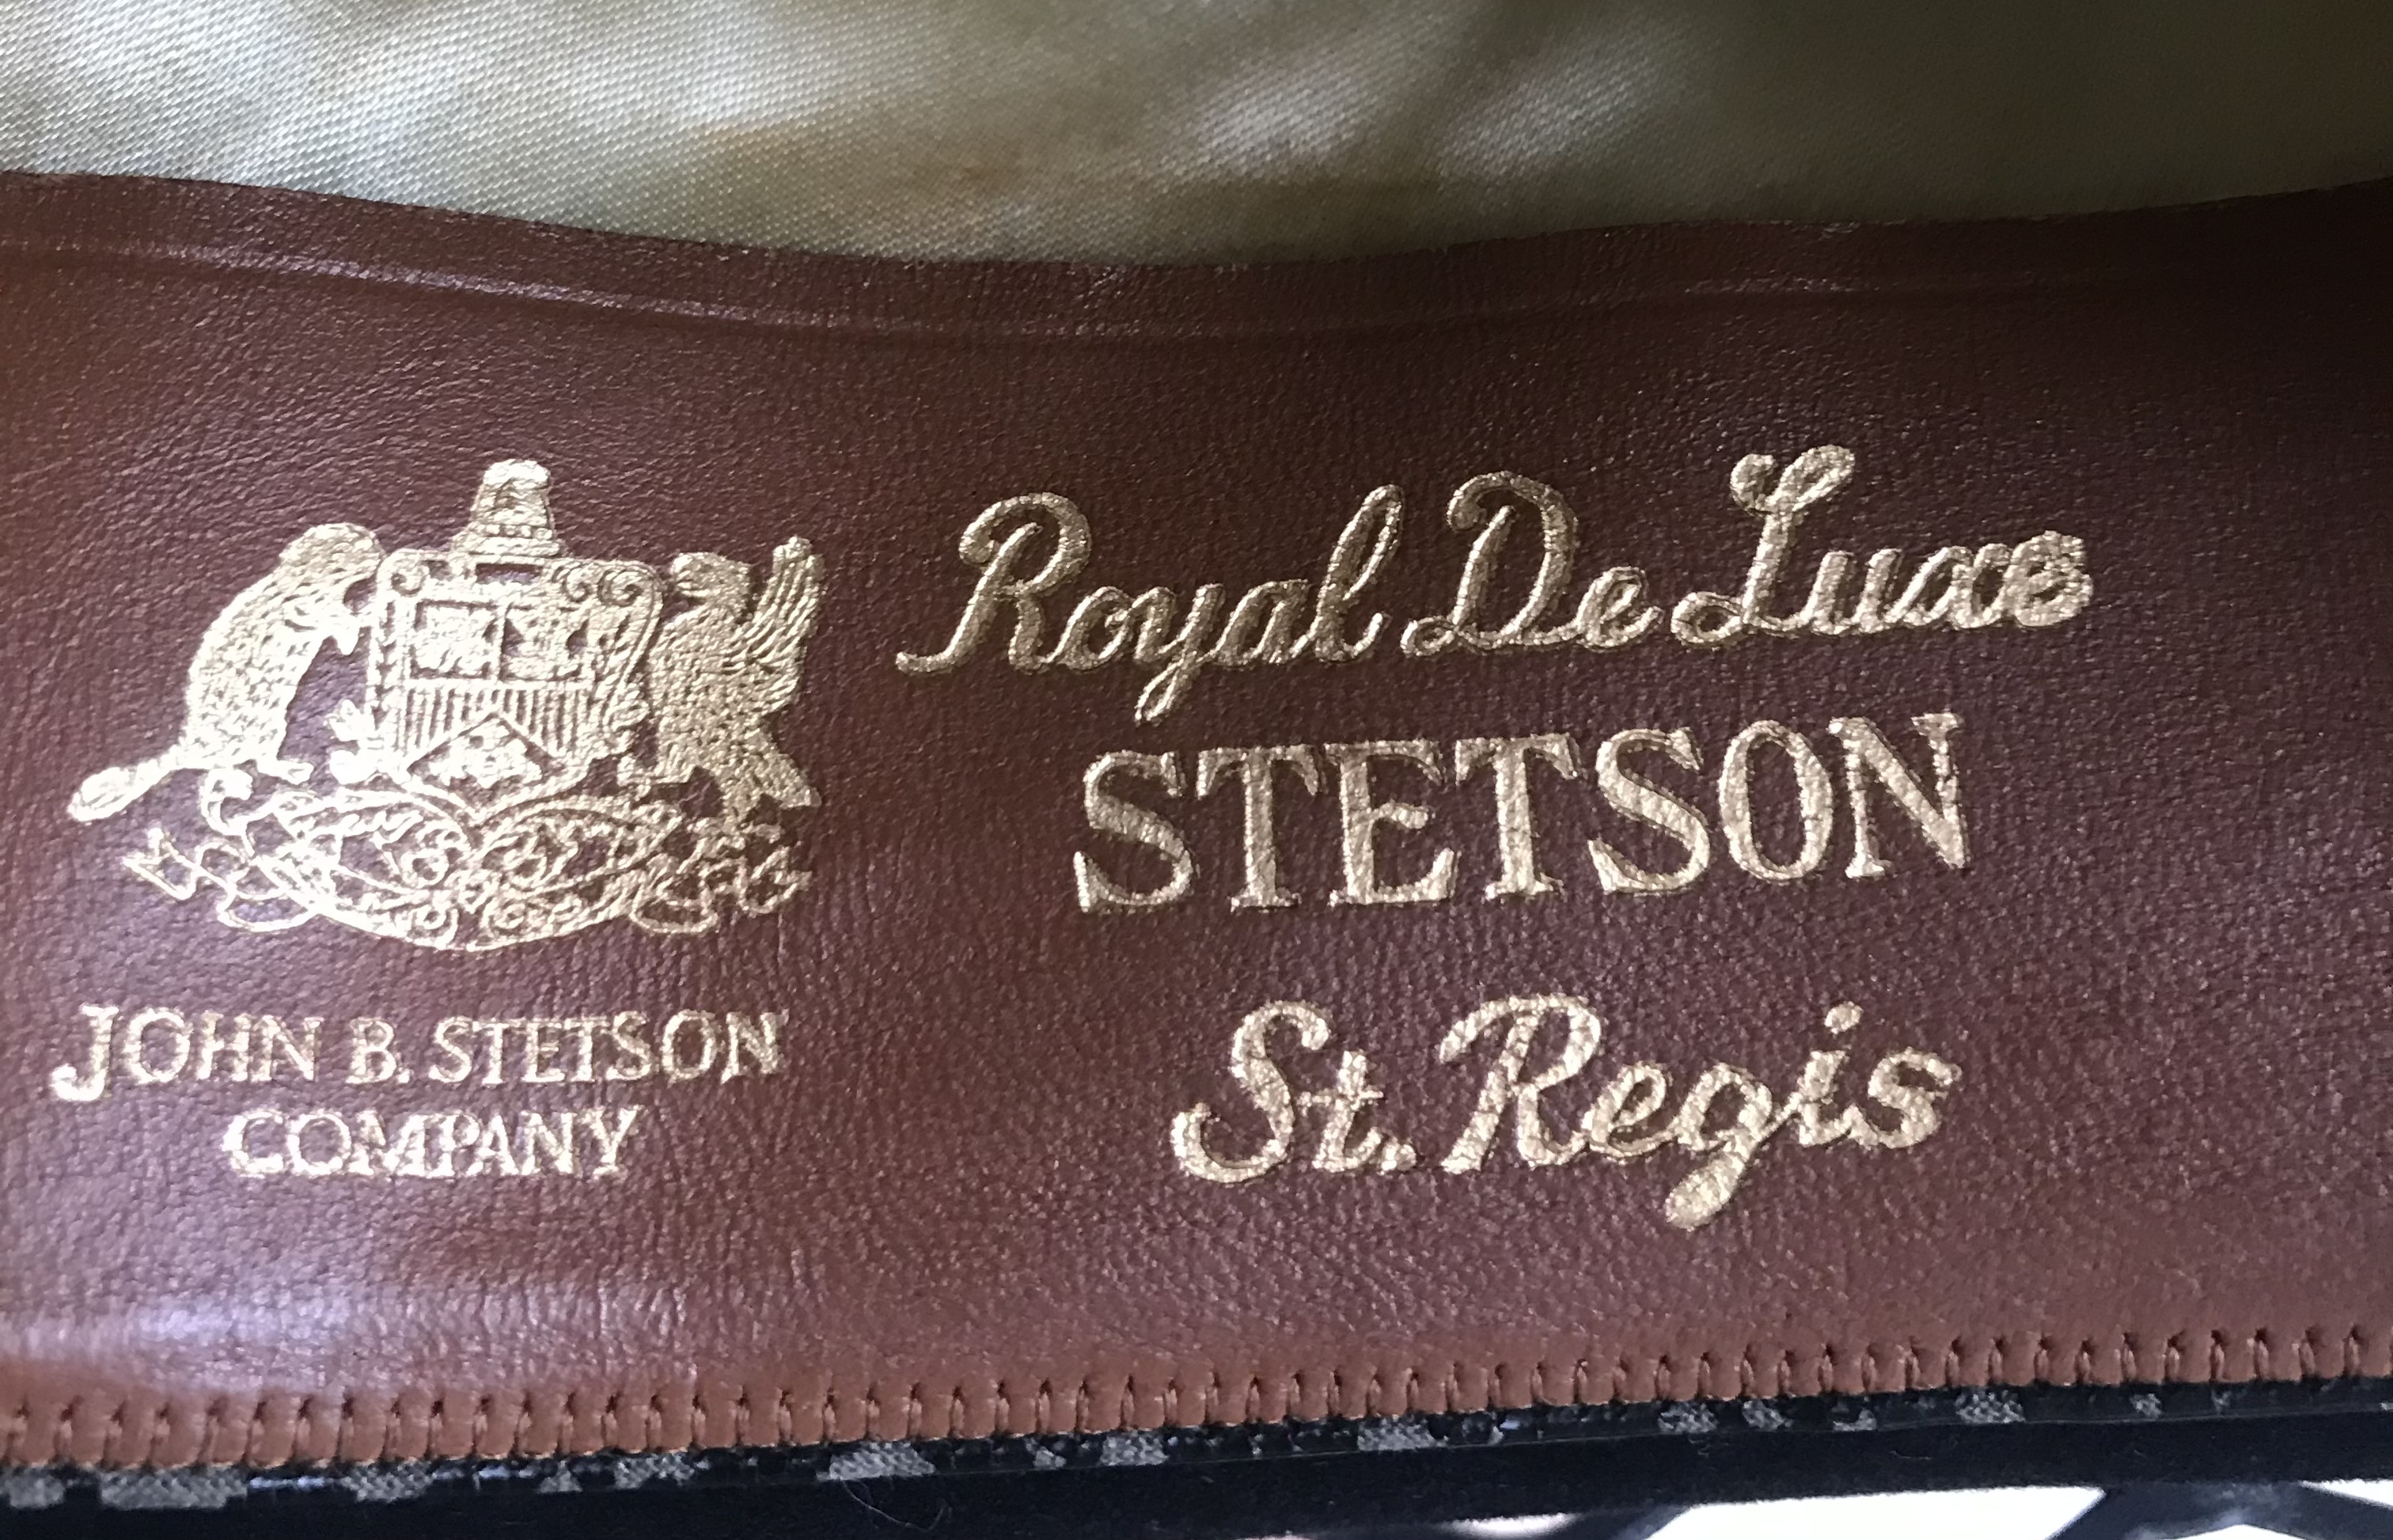 Royal De Luxe
STETSON
St. Regis
JOHN B. STETSON
COMPANY